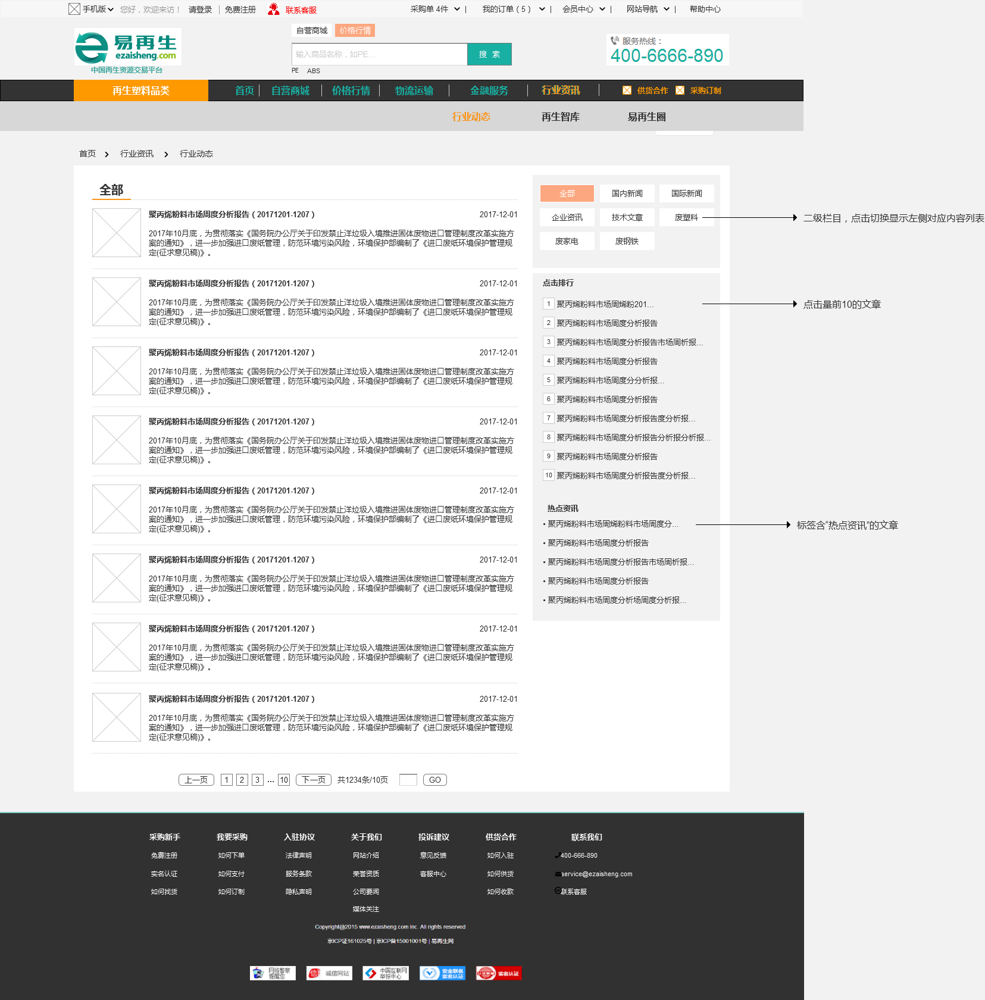 手机版 您好，欢迎来访！ 请登录 | 免费注册 联系客服 采购单 4件 | 我的订单（5） | 会员中心 | 网站导航 | 帮助中心
自营商城 价格行情
易再生
ezaisheng.com
中国再生资源交易平台
输入商品名称，如PE... 搜 索
PE ABS
服务热线：
400-6666-890
再生塑料品类 首页 | 自营商城 | 价格行情 | 物流运输 | 金融服务 | 行业资讯 | 供货合作 采购订制
行业动态 再生智库 易再生圈
首页 > 行业资讯 > 行业动态
全部
聚丙烯粉料市场周度分析报告（20171201-1207） 2017-12-01
2017年10月底，为贯彻落实《国务院办公厅关于印发禁止洋垃圾入境推进固体废物进口管理制度改革实施方
案的通知》，进一步加强进口废纸管理，防范环境污染风险，环境保护部编制了《进口废纸环境保护管理规
定(征求意见稿)》。
聚丙烯粉料市场周度分析报告（20171201-1207） 2017-12-01
2017年10月底，为贯彻落实《国务院办公厅关于印发禁止洋垃圾入境推进固体废物进口管理制度改革实施方
案的通知》，进一步加强进口废纸管理，防范环境污染风险，环境保护部编制了《进口废纸环境保护管理规
定(征求意见稿)》。
聚丙烯粉料市场周度分析报告（20171201-1207） 2017-12-01
2017年10月底，为贯彻落实《国务院办公厅关于印发禁止洋垃圾入境推进固体废物进口管理制度改革实施方
案的通知》，进一步加强进口废纸管理，防范环境污染风险，环境保护部编制了《进口废纸环境保护管理规
定(征求意见稿)》。
聚丙烯粉料市场周度分析报告（20171201-1207） 2017-12-01
2017年10月底，为贯彻落实《国务院办公厅关于印发禁止洋垃圾入境推进固体废物进口管理制度改革实施方
案的通知》，进一步加强进口废纸管理，防范环境污染风险，环境保护部编制了《进口废纸环境保护管理规
定(征求意见稿)》。
聚丙烯粉料市场周度分析报告（20171201-1207） 2017-12-01
2017年10月底，为贯彻落实《国务院办公厅关于印发禁止洋垃圾入境推进固体废物进口管理制度改革实施方
案的通知》，进一步加强进口废纸管理，防范环境污染风险，环境保护部编制了《进口废纸环境保护管理规
定(征求意见稿)》。
聚丙烯粉料市场周度分析报告（20171201-1207） 2017-12-01
2017年10月底，为贯彻落实《国务院办公厅关于印发禁止洋垃圾入境推进固体废物进口管理制度改革实施方
案的通知》，进一步加强进口废纸管理，防范环境污染风险，环境保护部编制了《进口废纸环境保护管理规
定(征求意见稿)》。
聚丙烯粉料市场周度分析报告（20171201-1207） 2017-12-01
2017年10月底，为贯彻落实《国务院办公厅关于印发禁止洋垃圾入境推进固体废物进口管理制度改革实施方
案的通知》，进一步加强进口废纸管理，防范环境污染风险，环境保护部编制了《进口废纸环境保护管理规
定(征求意见稿)》。
聚丙烯粉料市场周度分析报告（20171201-1207） 2017-12-01
2017年10月底，为贯彻落实《国务院办公厅关于印发禁止洋垃圾入境推进固体废物进口管理制度改革实施方
案的通知》，进一步加强进口废纸管理，防范环境污染风险，环境保护部编制了《进口废纸环境保护管理规
定(征求意见稿)》。
上一页 1 2 3 ... 10 下一页 共1234条/10页 GO
全部 国内新闻 国际新闻
企业资讯 技术文章 废塑料
废家电 废钢铁
二级栏目，点击切换显示左侧对应内容列表
点击排行
1 聚丙烯粉料市场周烯粉201...
点击量前10的文章
2 聚丙烯粉料市场周度分析报告
3 聚丙烯粉料市场周度分析报告市场周析报...
4 聚丙烯粉料市场周度分析报告
5 聚丙烯粉料市场周度分分析报...
6 聚丙烯粉料市场周度分析报告
7 聚丙烯粉料市场周度分析报告度分析报...
8 聚丙烯粉料市场周度分析报告分析报分析报...
9 聚丙烯粉料市场周度分析报告
10 聚丙烯粉料市场周度分析报告度分析报...
热点资讯
• 聚丙烯粉料市场周烯粉料市场周度分...
标签含“热点资讯”的文章
• 聚丙烯粉料市场周度分析报告
• 聚丙烯粉料市场周度分析报告市场周析报...
• 聚丙烯粉料市场周度分析报告
• 聚丙烯粉料市场周度分析场周度分析报...
采购新手 我要采购 入驻协议 关于我们 投诉建议 供货合作 联系我们
免费注册 如何下单 法律声明 网站介绍 意见反馈 如何入驻 400-666-890
实名认证 如何支付 服务条款 荣誉资质 客服中心 如何供货 service@ezaisheng.com
如何找货 如何订制 隐私声明 公司要闻 如何收款 联系客服
媒体关注
Copyright@2015 www.ezaisheng.com Inc. All rights reserved
京ICP证161025号 | 京ICP备15001001号 | 易再生网
网络警察
提醒您
诚信网站
中国互联网
举报中心
安全联名
实名认证
实名认证